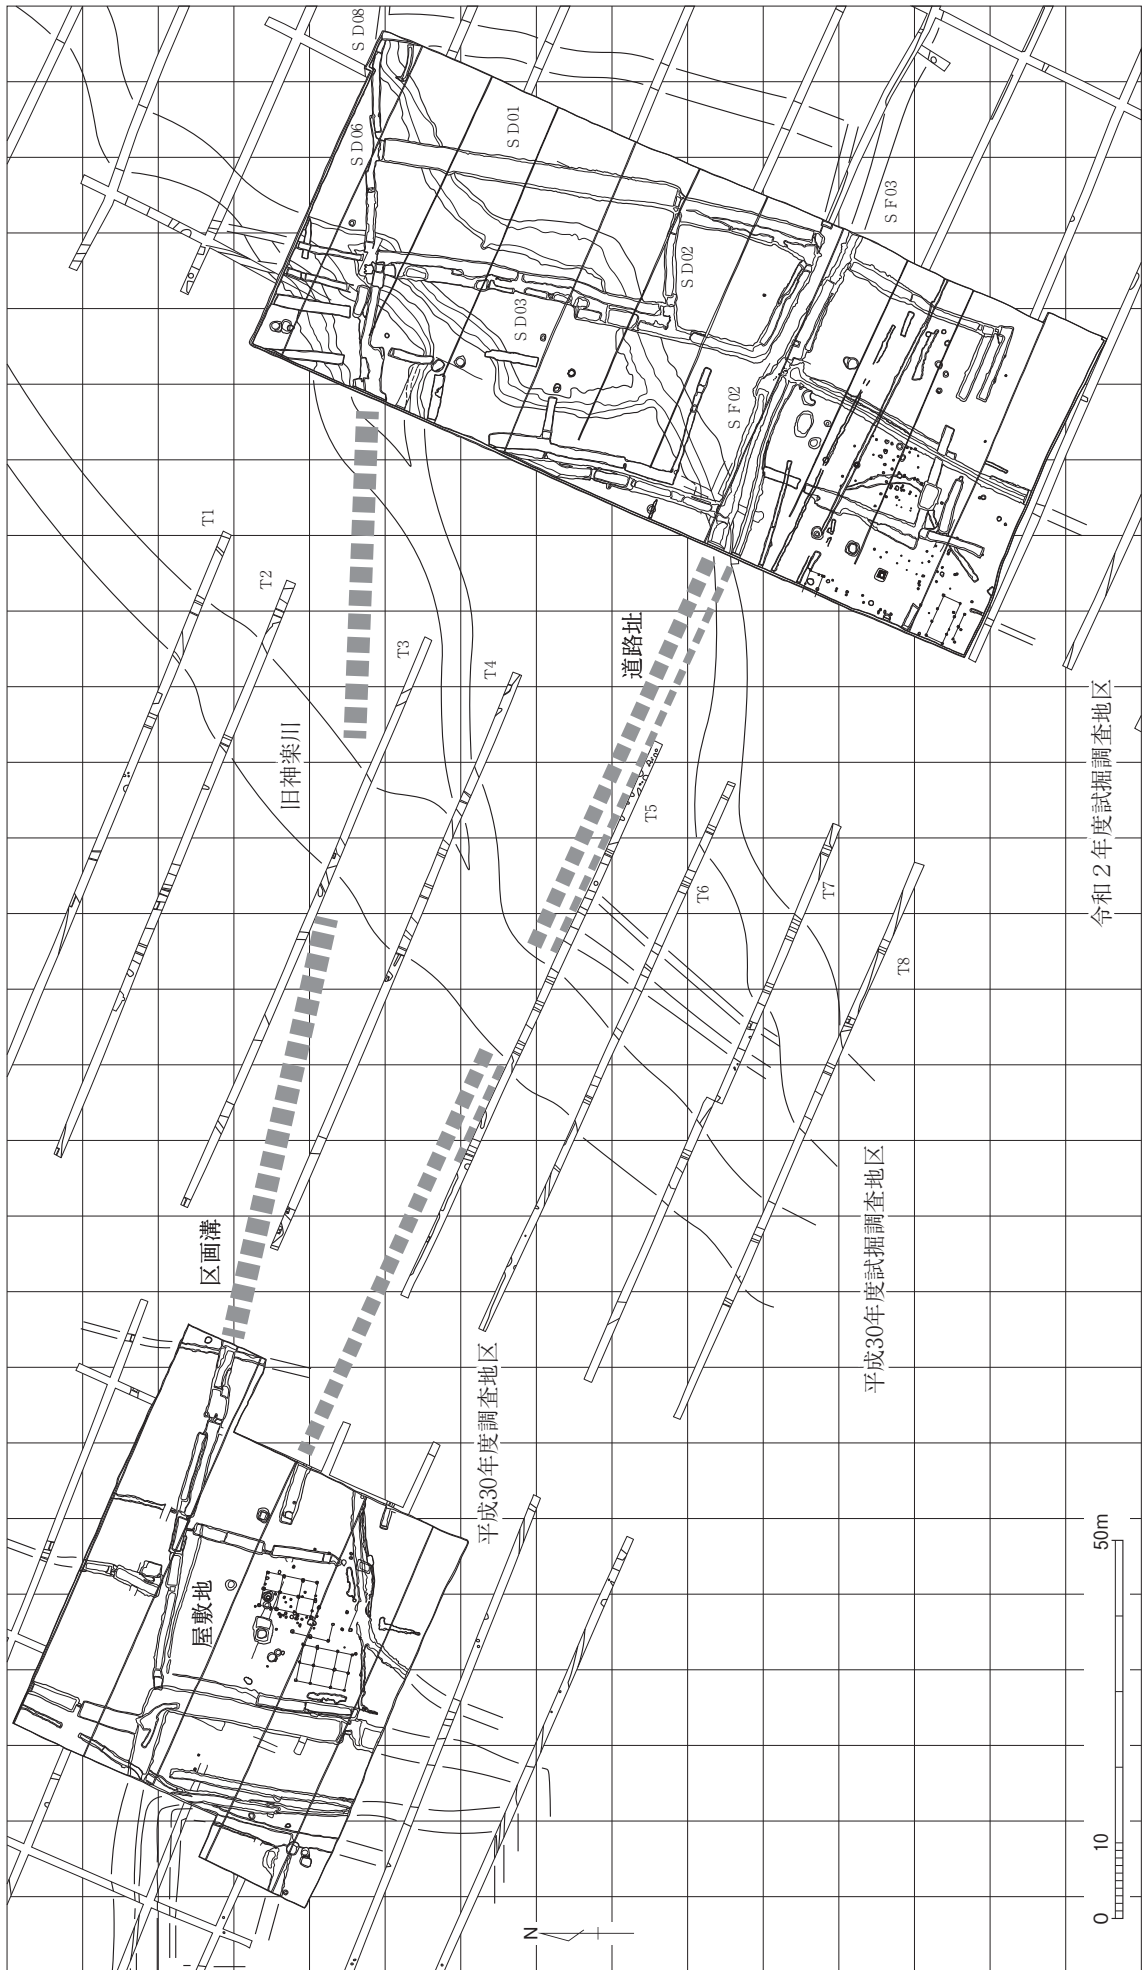 SD08
SD06
SD01
SD03
SD02
SF03
SF02
T1
T2
T3
T4
旧神楽川
道路址
T5
T6
T7
T8
区画溝
屋敷地
平成30年度調査地区
平成30年度試掘調査地区
令和2年度試掘調査地区
N
0 10 50m